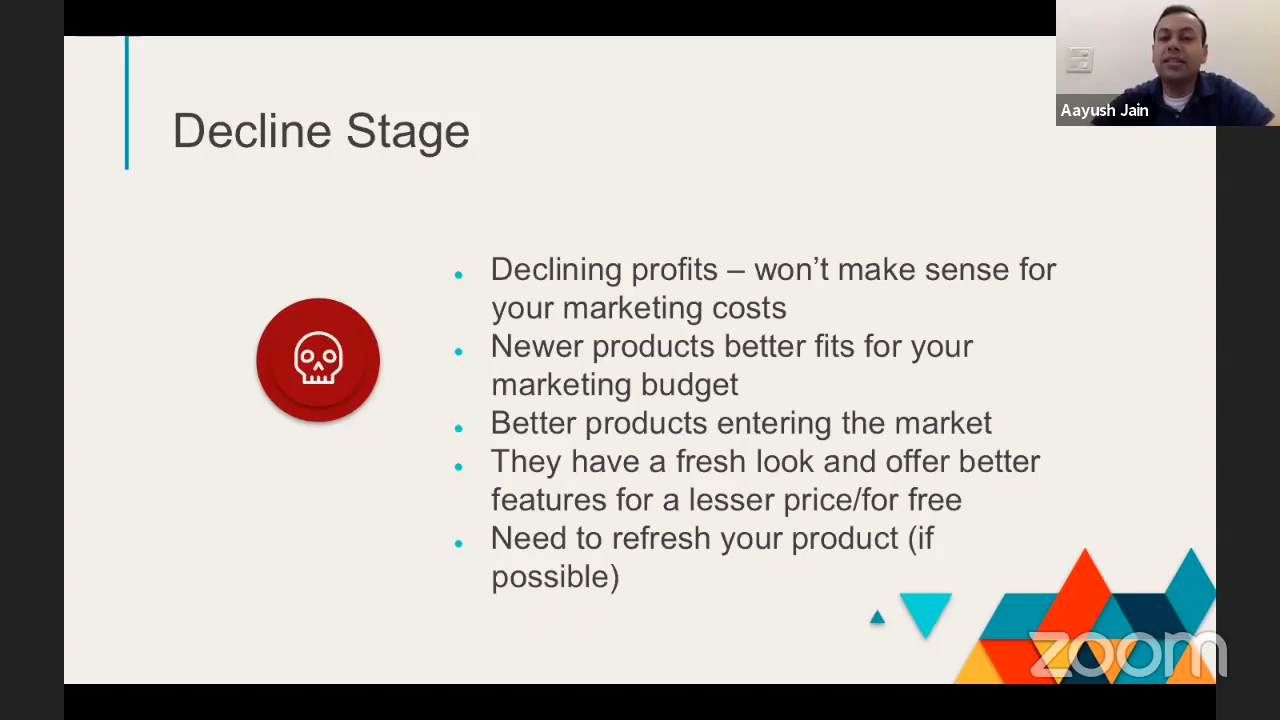 Aayush Jain
Decline Stage
Declining profits – won’t make sense for
your marketing costs
Newer products better fits for your
marketing budget
Better products entering the market
They have a fresh look and offer better
features for a lesser price/for free
Need to refresh your product (if
possible)
zoom